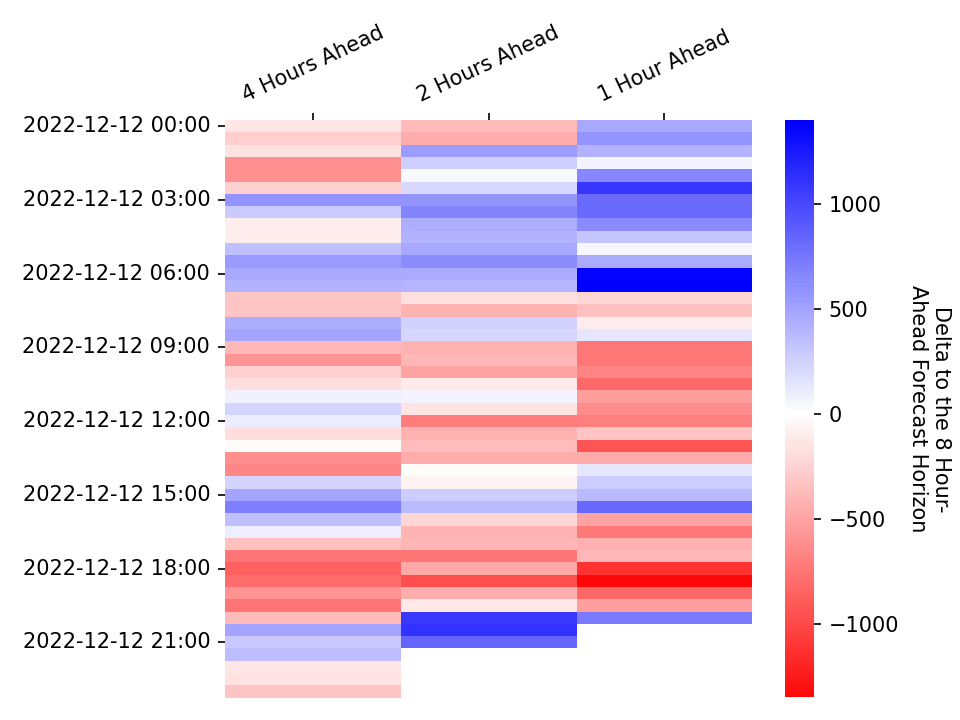 4 Hours Ahead
2 Hours Ahead
1 Hour Ahead
2022-12-12 00:00
2022-12-12 03:00
2022-12-12 06:00
2022-12-12 09:00
2022-12-12 12:00
2022-12-12 15:00
2022-12-12 18:00
2022-12-12 21:00
1000
500
0
−500
−1000
Delta to the 8 Hour-
Ahead Forecast Horizon